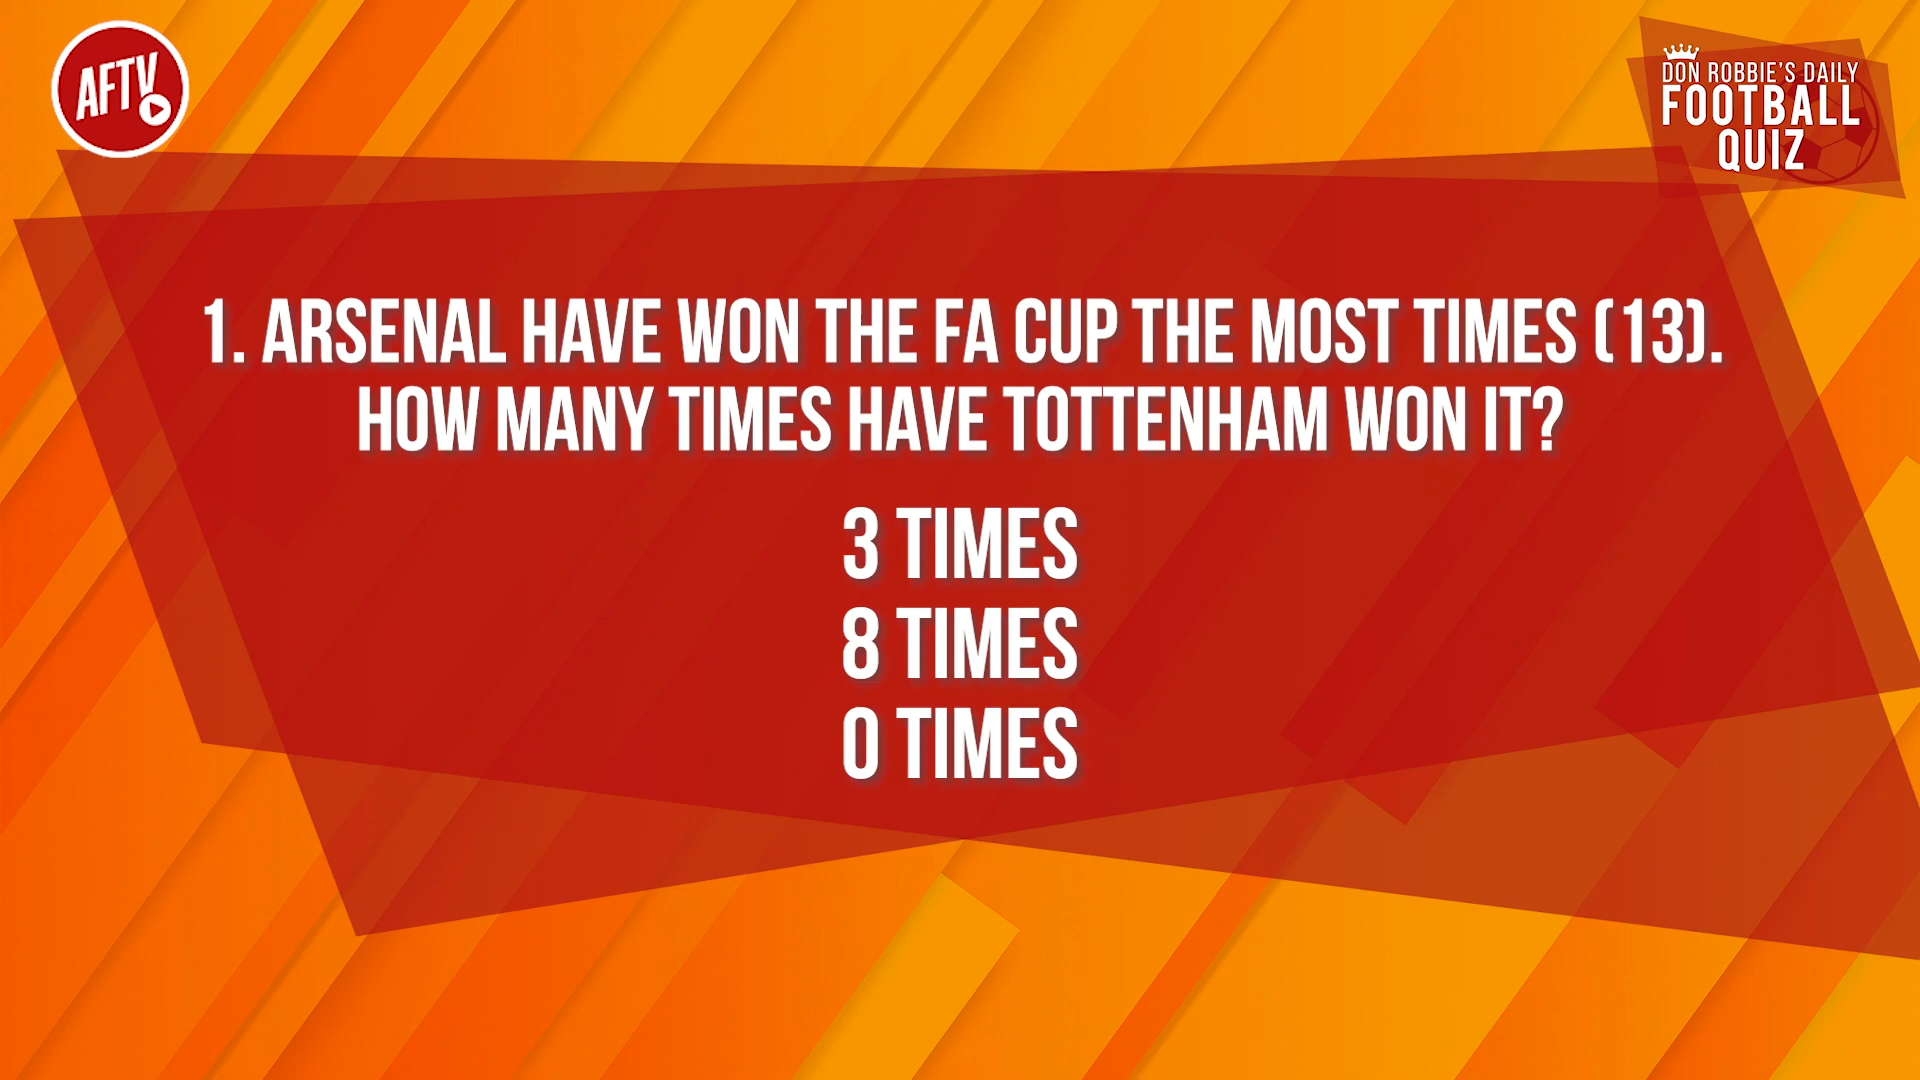 AFTV
DON ROBBIE'S DAILY
FOOTBALL
QUIZ
1. ARSENAL HAVE WON THE FA CUP THE MOST TIMES (13).
HOW MANY TIMES HAVE TOTTENHAM WON IT?
3 TIMES
8 TIMES
0 TIMES